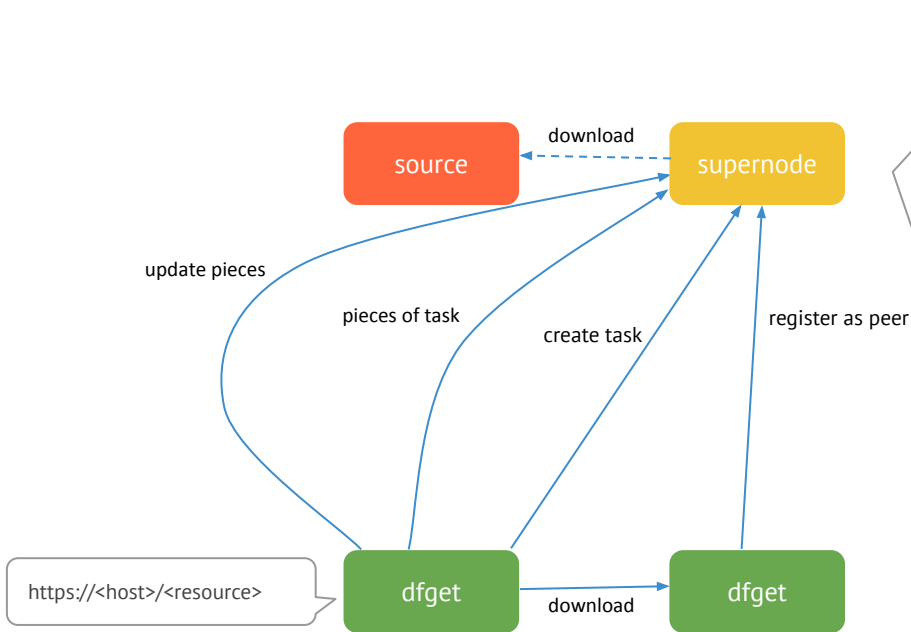 download
source
supernode
update pieces
pieces of task
register as peer
create task
https://<host>/<resource>
dfget
download
dfget